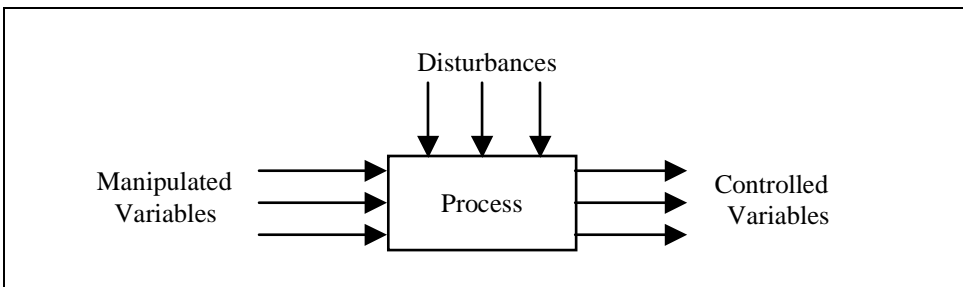 Disturbances
Manipulated
Variables
Process
Controlled
Variables